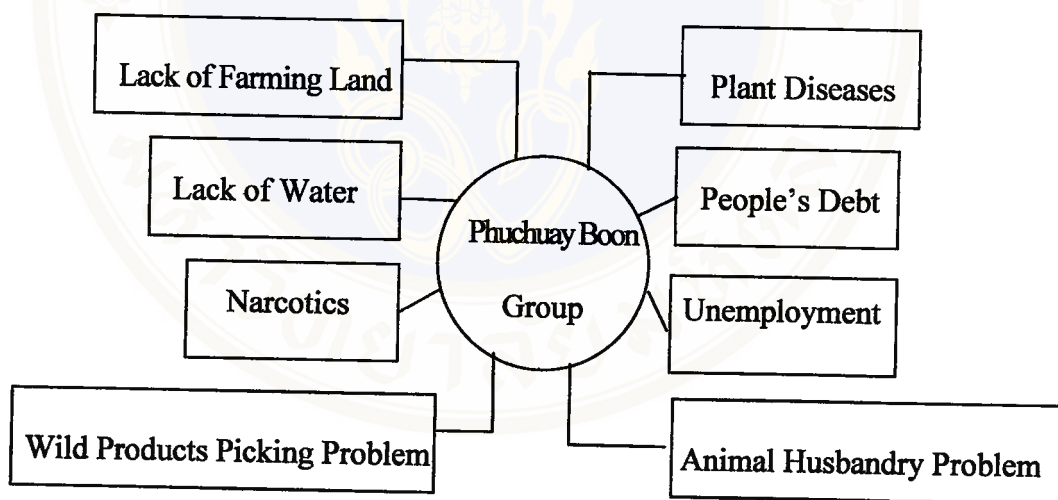 Lack of Farming Land
Plant Diseases
Lack of Water
People's Debt
Phuchuay Boon
Group
Narcotics
Unemployment
Wild Products Picking Problem
Animal Husbandry Problem